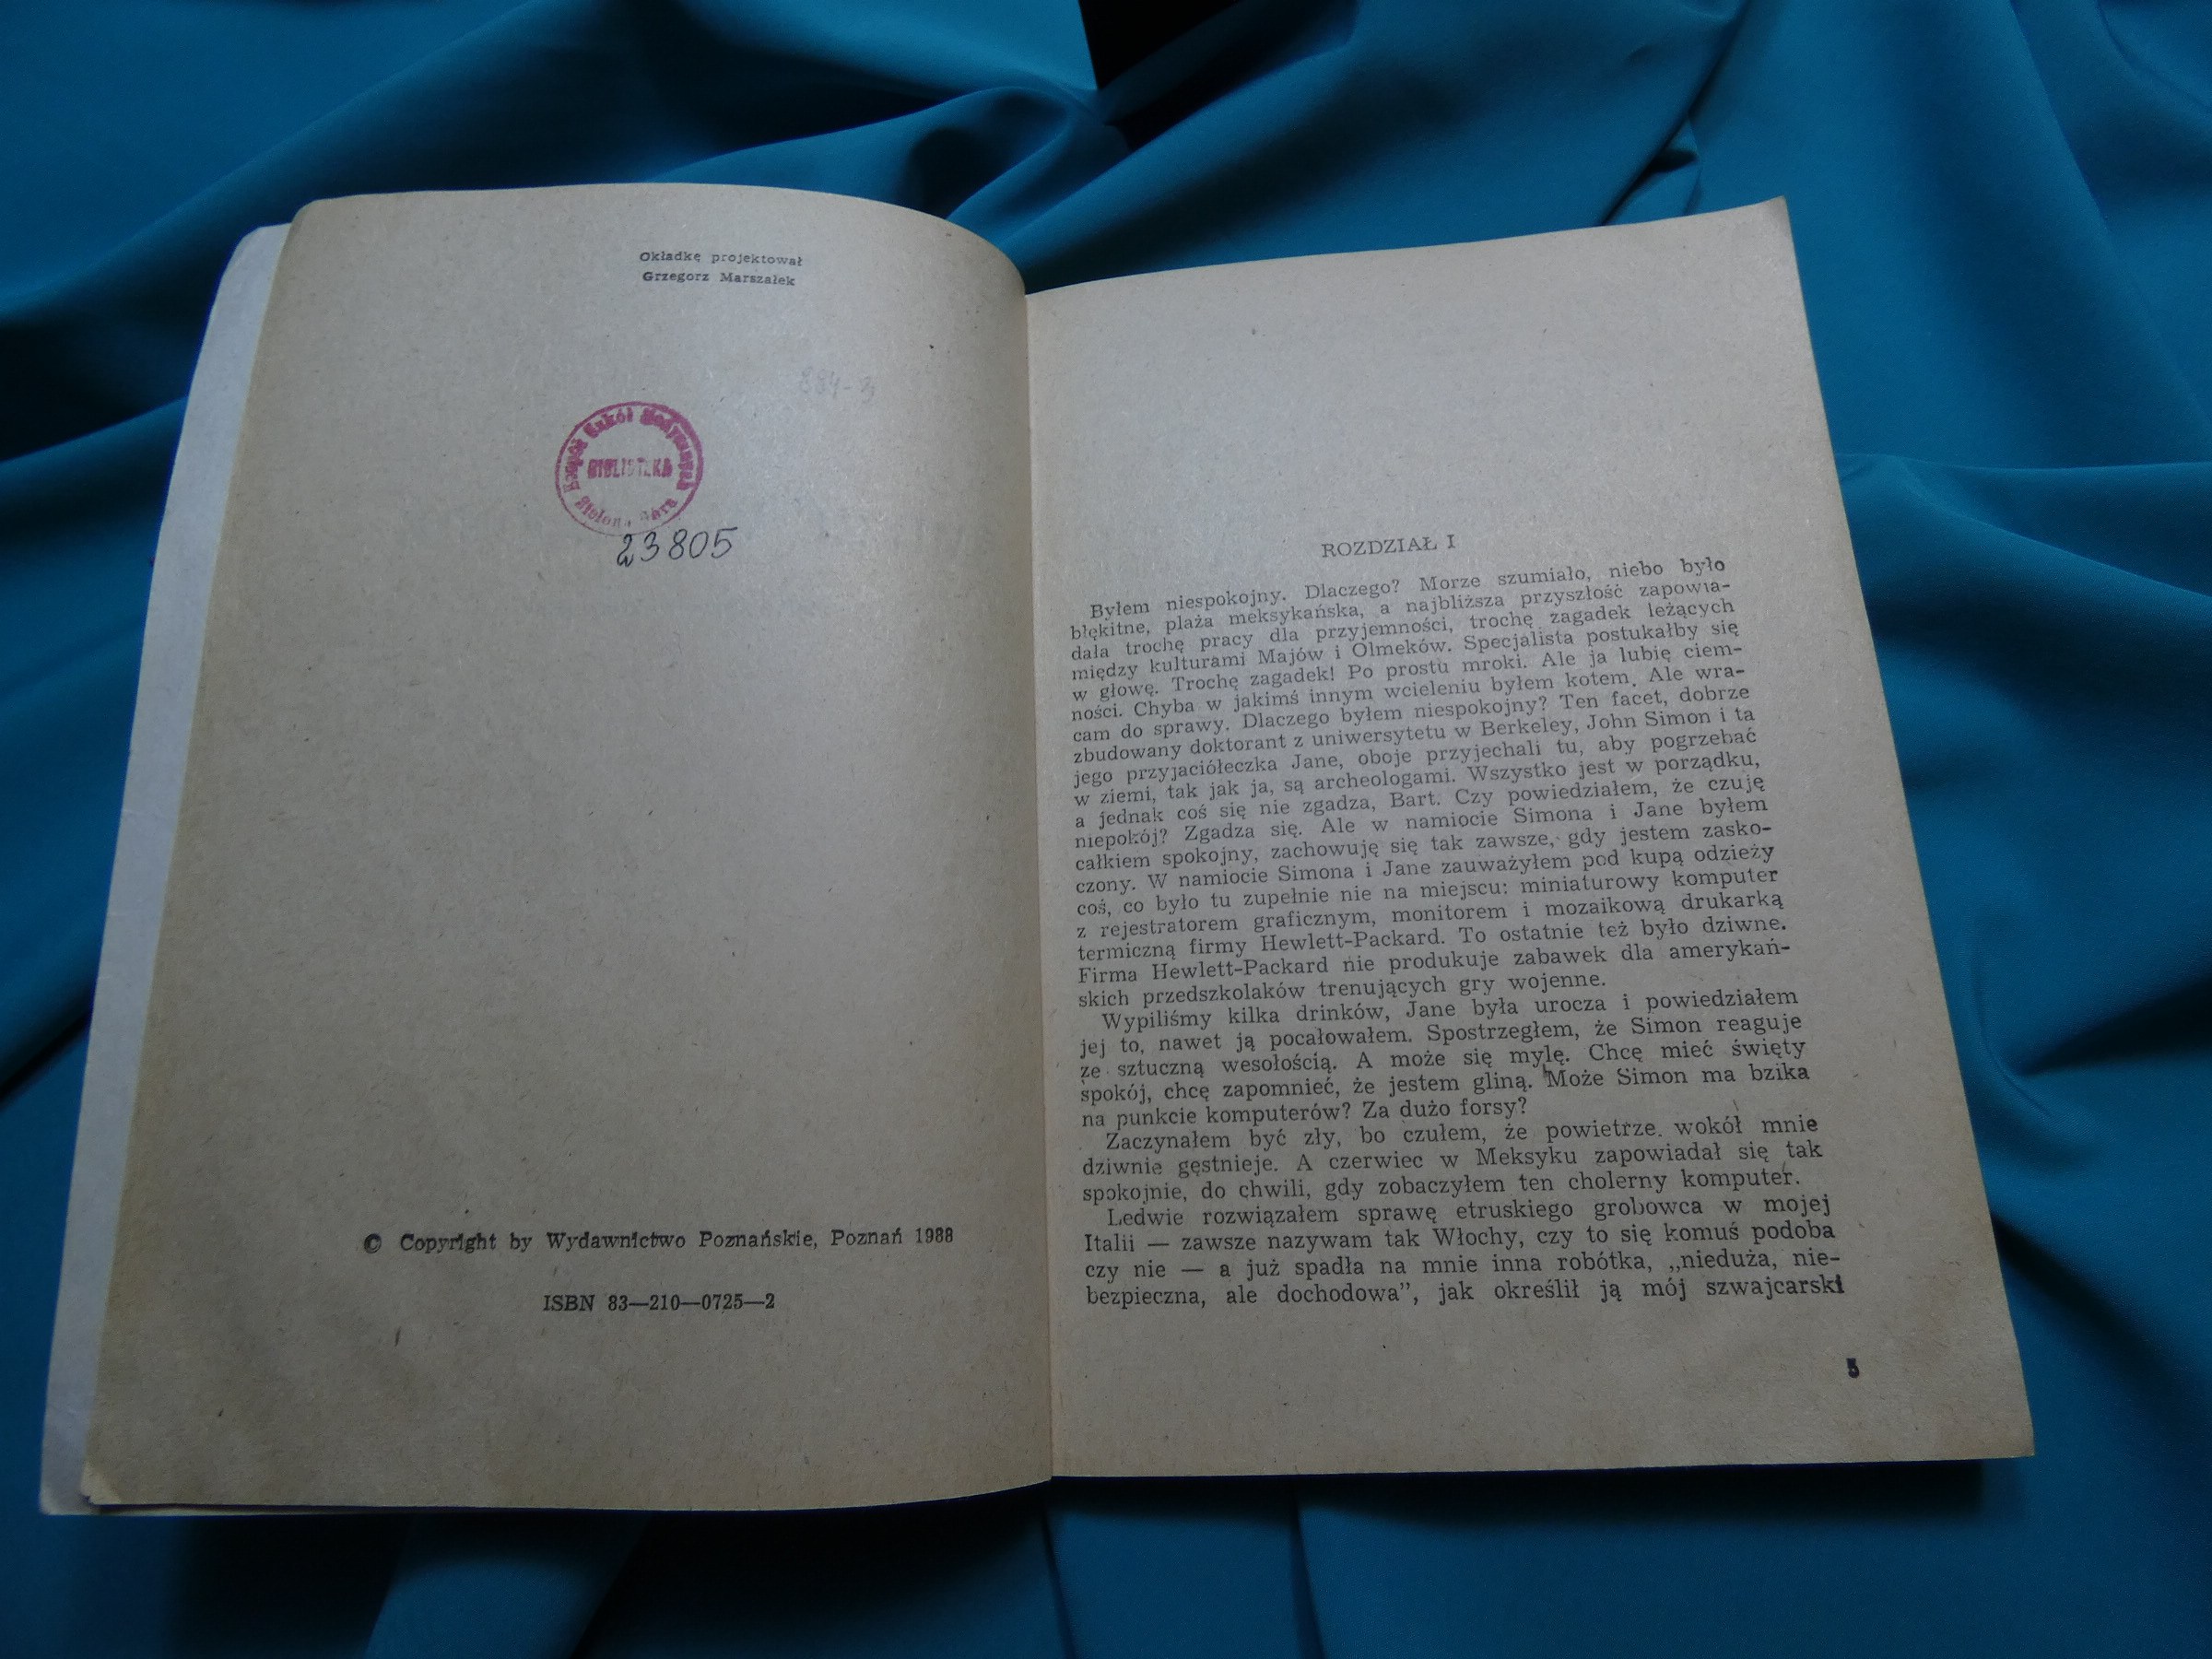 Okładkę projektował
Grzegorz Marszałek
884-3
Zespół Szkół Medycznych
BIBLIOTEKA
Zielona Góra
23805
© Copyright by Wydawnictwo Poznańskie, Poznań 1988
ISBN 83—210—0725—2
ROZDZIAŁ I
Byłem niespokojny. Dlaczego? Morze szumiało, niebo było
błękitne, plaża meksykańska, a najbliższa przyszłość zapowia-
dała trochę pracy dla przyjemności, trochę zagadek leżących
między kulturami Majów i Olmeków. Specjalista postukałby się
w głowę. Trochę zagadek! Po prostu mroki. Ale ja lubię ciem-
ności. Chyba w jakimś innym wcieleniu byłem kotem. Ale wra-
cam do sprawy. Dlaczego byłem niespokojny? Ten facet, dobrze
zbudowany doktorant z uniwersytetu w Berkeley, John Simon i ta
jego przyjaciółeczka Jane, oboje przyjechali tu, aby pogrzebać
w ziemi, tak jak ja, są archeologami. Wszystko jest w porządku,
a jednak coś się nie zgadza, Bart. Czy powiedziałem, że czuję
niepokój? Zgadza się. Ale w namiocie Simona i Jane byłem
całkiem spokojny, zachowuję się tak zawsze, gdy jestem zasko-
czony. W namiocie Simona i Jane zauważyłem pod kupą odzieży
coś, co było tu zupełnie nie na miejscu: miniaturowy komputer
z rejestratorem graficznym, monitorem i mozaikową drukarką
termiczną firmy Hewlett-Packard. To ostatnie też było dziwne.
Firma Hewlett-Packard nie produkuje zabawek dla amerykań-
skich przedszkolaków trenujących gry wojenne.
Wypiliśmy kilka drinków, Jane była urocza i powiedziałem
jej to, nawet ją pocałowałem. Spostrzegłem, że Simon reaguje
ze sztuczną wesołością. A może się mylę. Chcę mieć święty
spokój, chcę zapomnieć, że jestem gliną. Może Simon ma bzika
na punkcie komputerów? Za dużo forsy?
Zaczynałem być zły, bo czułem, że powietrze wokół mnie
dziwnie gęstnieje. A czerwiec w Meksyku zapowiadał się tak
spokojnie, do chwili, gdy zobaczyłem ten cholerny komputer.
Ledwie rozwiązałem sprawę etruskiego grobowca w mojej
Italii — zawsze nazywam tak Włochy, czy to się komuś podoba
czy nie — a już spadła na mnie inna robótka, „nieduża, nie-
bezpieczna, ale dochodowa”, jak określił ją mój szwajcarski
5